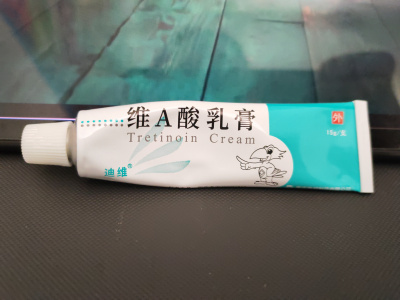 维A酸乳膏
Tretinoin Cream
迪维®
外
15g/支